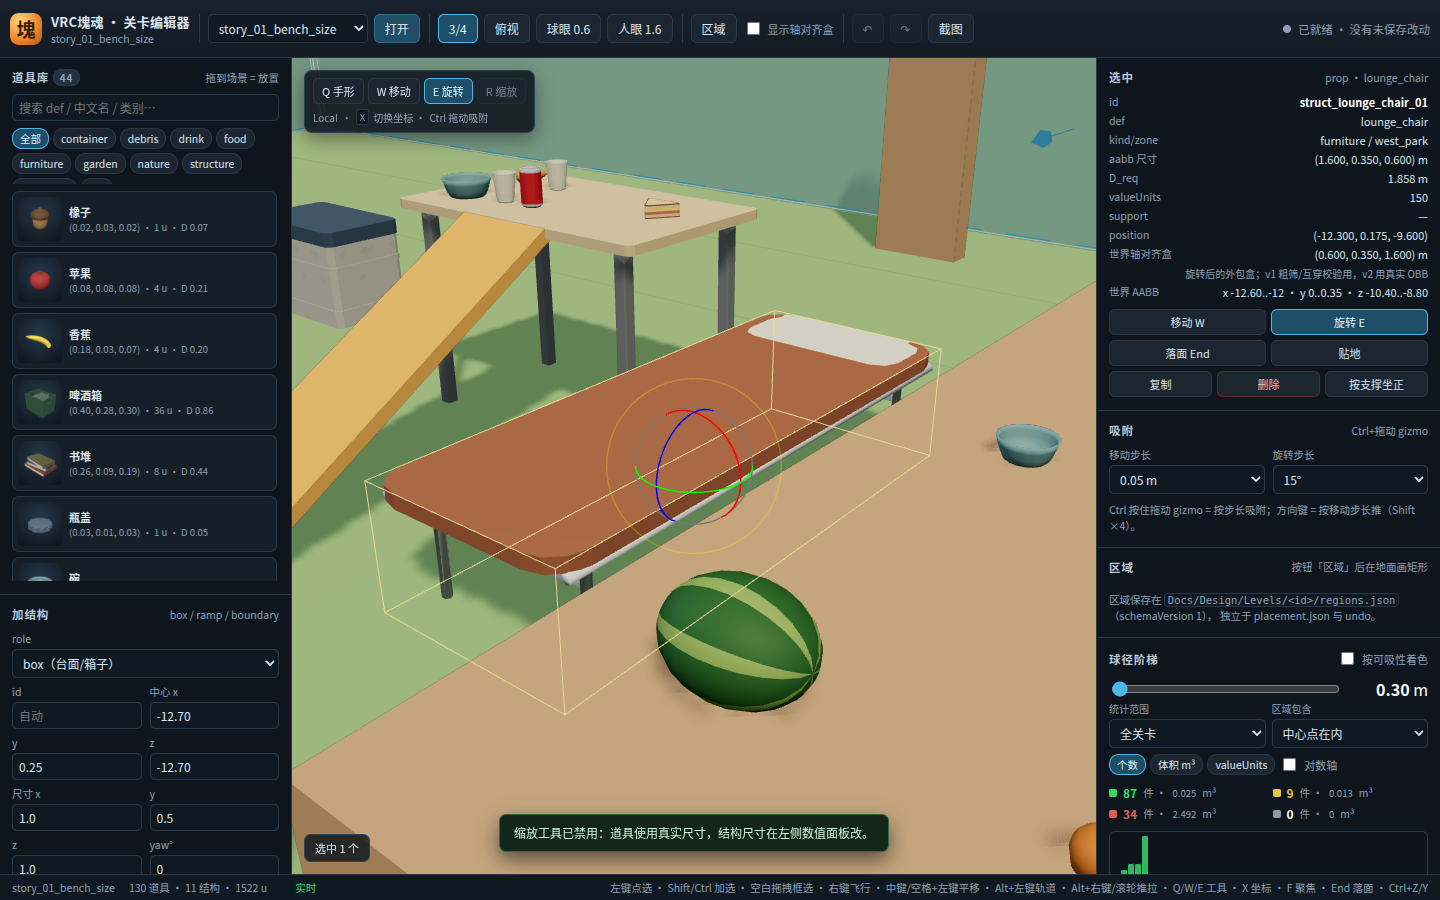 塊
VRC塊魂 · 关卡编辑器
story_01_bench_size
story_01_bench_size
打开
3/4
俯视
球眼 0.6
人眼 1.6
区域
显示轴对齐盒
↶
↷
截图
已就绪 · 没有未保存改动
道具库 44
拖到场景 = 放置
搜索 def / 中文名 / 类别…
全部
container
debris
drink
food
furniture
garden
nature
structure
橡子
(0.02, 0.03, 0.02) · 1 u · D 0.07
苹果
(0.08, 0.08, 0.08) · 4 u · D 0.21
香蕉
(0.18, 0.03, 0.07) · 4 u · D 0.20
啤酒箱
(0.40, 0.28, 0.30) · 36 u · D 0.86
书堆
(0.26, 0.09, 0.19) · 8 u · D 0.44
瓶盖
(0.03, 0.01, 0.03) · 1 u · D 0.05
加结构
box / ramp / boundary
role
box（台面/箱子）
id
中心 x
自动
-12.70
y
z
0.25
-12.70
尺寸 x
y
1.0
0.5
z
yaw°
1.0
0
Q 手形
W 移动
E 旋转
R 缩放
Local · X 切换坐标 · Ctrl 拖动吸附
选中 1 个
缩放工具已禁用：道具使用真实尺寸，结构尺寸在左侧数值面板改。
选中
prop · lounge_chair
id
struct_lounge_chair_01
def
lounge_chair
kind/zone
furniture / west_park
aabb 尺寸
(1.600, 0.350, 0.600) m
D_req
1.858 m
valueUnits
150
support
—
position
(-12.300, 0.175, -9.600)
世界轴对齐盒
(0.600, 0.350, 1.600) m
旋转后的外包盒；v1 粗筛/互穿校验用，v2 用真实 OBB
世界 AABB
x -12.60..-12 · y 0..0.35 · z -10.40..-8.80
移动 W
旋转 E
落面 End
贴地
复制
删除
按支撑坐正
吸附
Ctrl+拖动 gizmo
移动步长
旋转步长
0.05 m
15°
Ctrl 按住拖动 gizmo = 按步长吸附；方向键 = 按移动步长推（Shift
×4）。
区域
按钮「区域」后在地面画矩形
区域保存在 Docs/Design/Levels/<id>/regions.json
（schemaVersion 1），独立于 placement.json 与 undo。
球径阶梯
按可吸性着色
0.30 m
统计范围
区域包含
全关卡
中心点在内
个数
体积 m³
valueUnits
对数轴
87 件 · 0.025 m³
9 件 · 0.013 m³
34 件 · 2.492 m³
0 件 · 0 m³
story_01_bench_size
130 道具 · 11 结构 · 1522 u
实时
左键点选 · Shift/Ctrl 加选 · 空白拖拽框选 · 右键飞行 · 中键/空格+左键平移 · Alt+左键轨道 · Alt+右键/滚轮推拉 · Q/W/E 工具 · X 坐标 · F 聚焦 · End 落面 · Ctrl+Z/Y